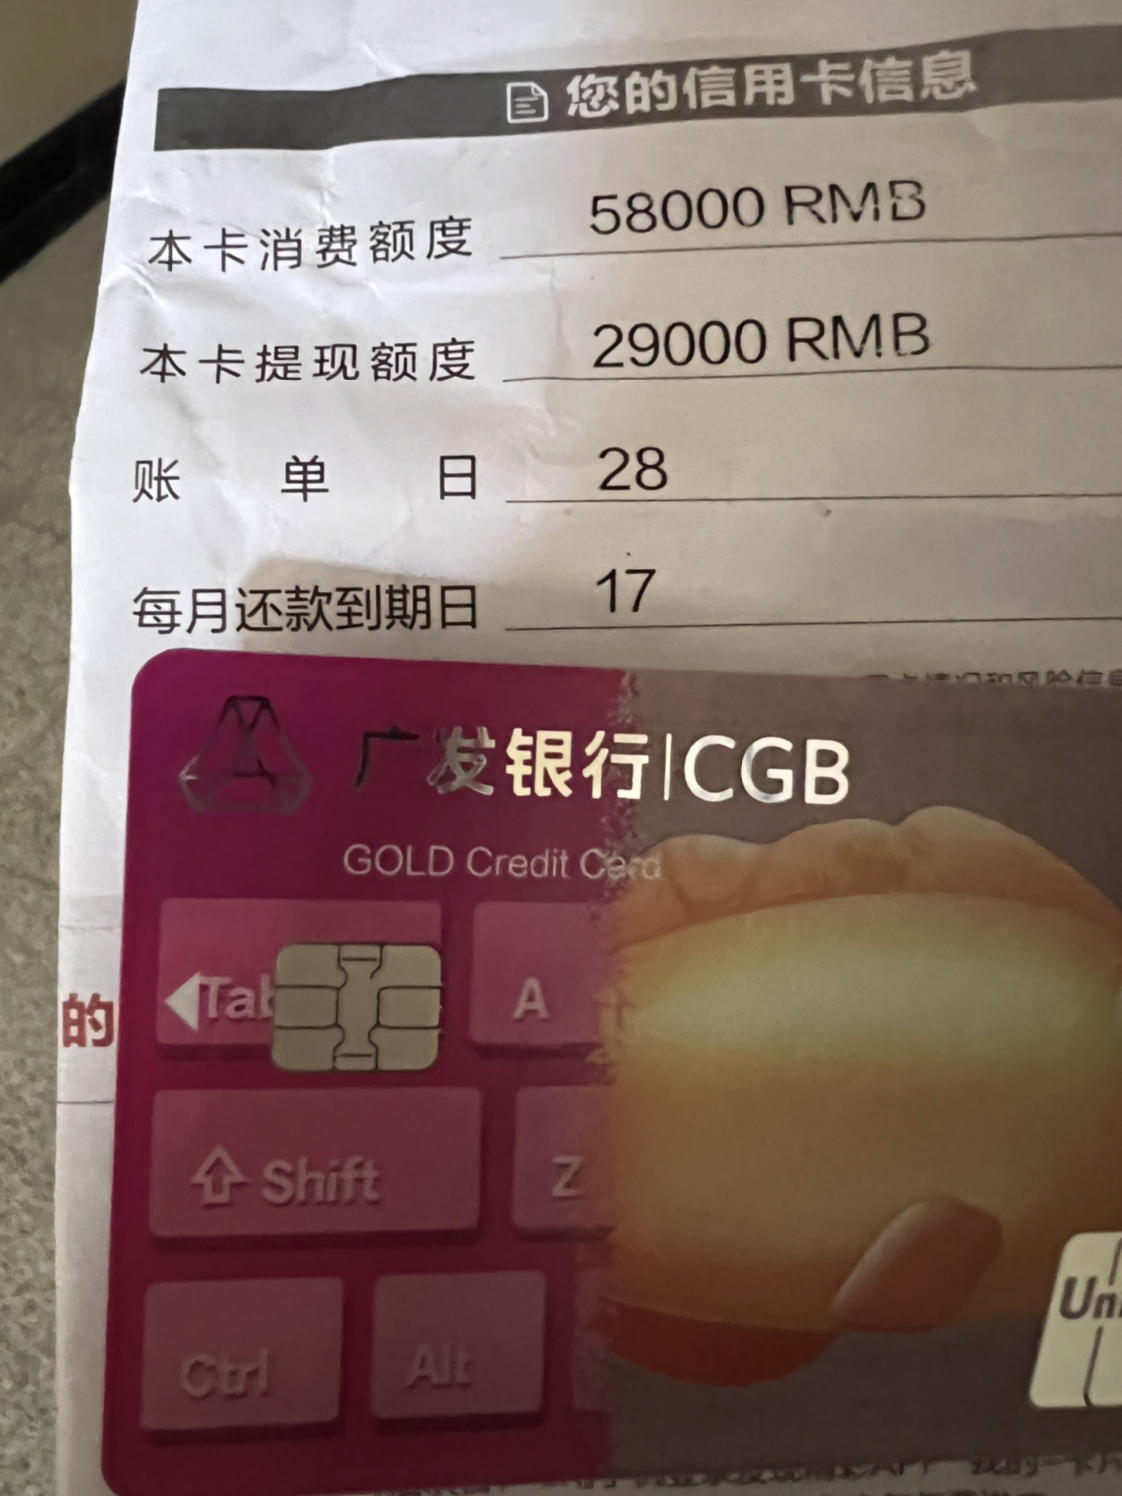 您的信用卡信息
本卡消费额度 58000 RMB
本卡提现额度 29000 RMB
账单日 28
每月还款到期日 17
广发银行|CGB
GOLD Credit Card
Tab A
的
Shift Z
Ctrl Alt